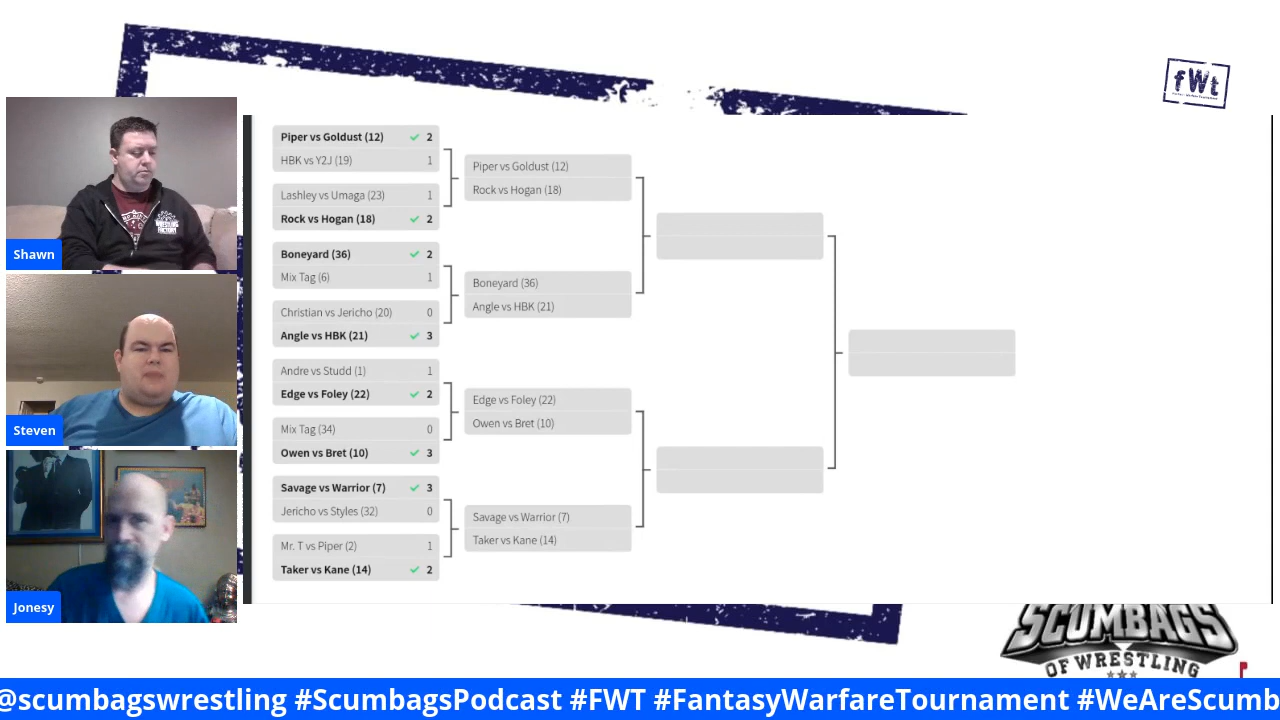 fWt
Shawn
Steven
Jonesy
Piper vs Goldust (12) 2
HBK vs Y2J (19) 1
Lashley vs Umaga (23) 1
Rock vs Hogan (18) 2
Boneyard (36) 2
Mix Tag (6) 1
Christian vs Jericho (20) 0
Angle vs HBK (21) 3
Andre vs Studd (1) 1
Edge vs Foley (22) 2
Mix Tag (34) 0
Owen vs Bret (10) 3
Savage vs Warrior (7) 3
Jericho vs Styles (32) 0
Mr. T vs Piper (2) 1
Taker vs Kane (14) 2
Piper vs Goldust (12)
Rock vs Hogan (18)
Boneyard (36)
Angle vs HBK (21)
Edge vs Foley (22)
Owen vs Bret (10)
Savage vs Warrior (7)
Taker vs Kane (14)
SCUMBAGS
OF WRESTLING
@scumbagswrestling #ScumbagsPodcast #FWT #FantasyWarfareTournament #WeAreScumb